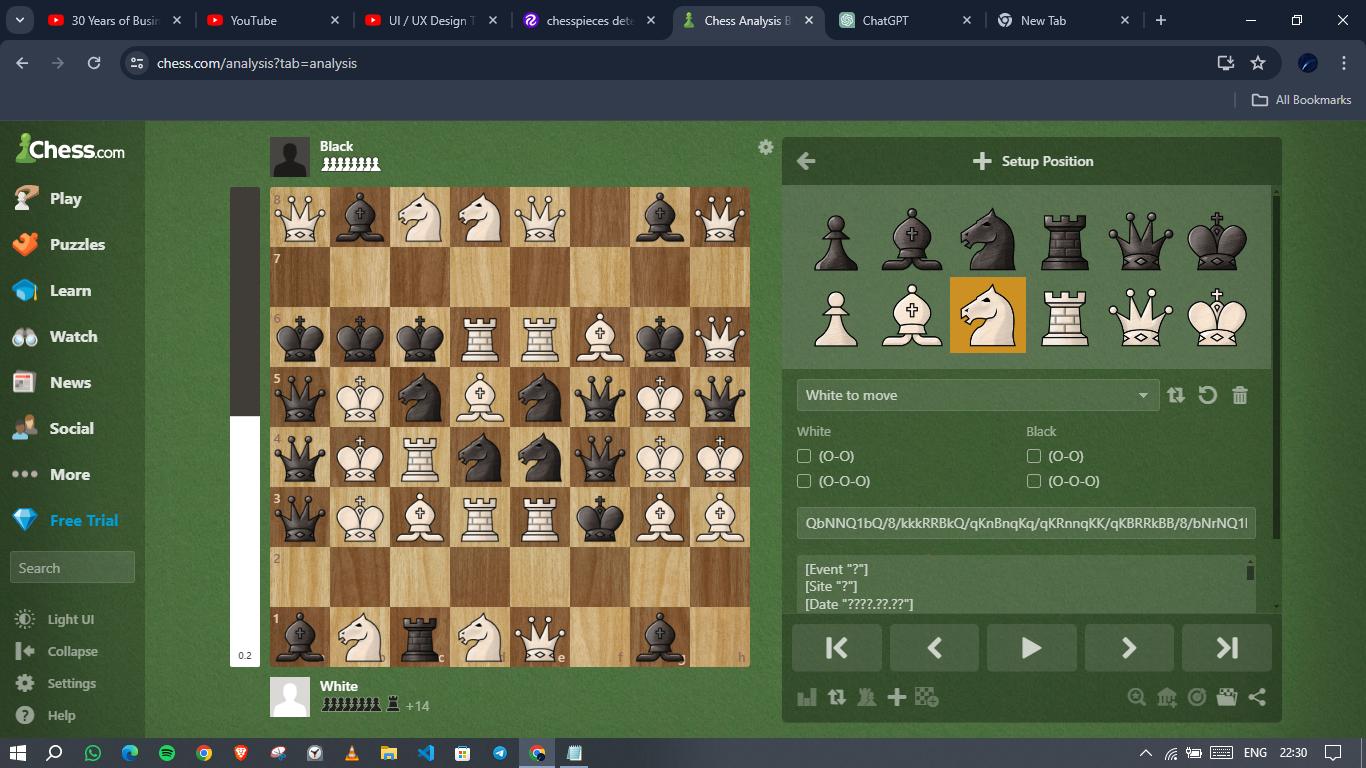 30 Years of Busin
YouTube
UI / UX Design T
chesspieces dete
Chess Analysis B
ChatGPT
New Tab
chess.com/analysis?tab=analysis
All Bookmarks
Chess.com
Play
Puzzles
Learn
Watch
News
Social
More
Free Trial
Search
Light UI
Collapse
Settings
Help
Black
8
7
6
5
4
3
2
1
b
c
d
e
f
g
h
0.2
White
+14
Setup Position
White to move
White
Black
(O-O)
(O-O)
(O-O-O)
(O-O-O)
QbNNQ1bQ/8/kkkRRBkQ/qKnBnqKq/qKRnnqKK/qKBRRkBB/8/bNrNQ1
[Event "?"]
[Site "?"]
[Date "????.??.??"]
ENG
22:30